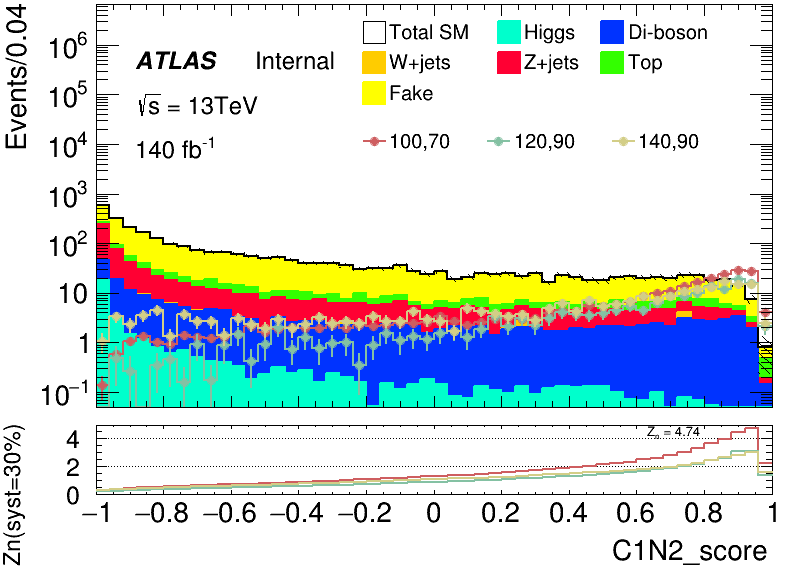 Events/0.04
10^6
10^5
10^4
10^3
10^2
10
1
10^-1
ATLAS Internal
√s = 13TeV
140 fb^-1
Total SM Higgs Di-boson
W+jets Z+jets Top
Fake
100,70 120,90 140,90
Zn(syst=30%)
4
2
0
Z_n = 4.74
−1 −0.8 −0.6 −0.4 −0.2 0 0.2 0.4 0.6 0.8 1
C1N2_score